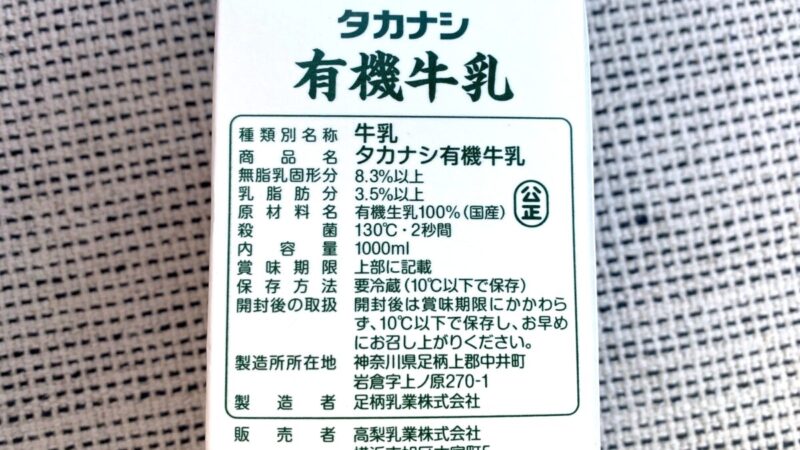 タカナシ
有機牛乳
種類別名称 牛乳
商品名 タカナシ有機牛乳
無脂乳固形分 8.3%以上
乳脂肪分 3.5%以上
原材料名 有機生乳100%(国産)
公正
殺菌 130℃・2秒間
内容量 1000ml
賞味期限 上部に記載
保存方法 要冷蔵(10℃以下で保存)
開封後の取扱 開封後は賞味期限にかかわら
ず、10℃以下で保存し、お早め
にお召し上がりください。
製造所所在地 神奈川県足柄上郡中井町
岩倉字上ノ原270-1
製造者 足柄乳業株式会社
販売者 高梨乳業株式会社